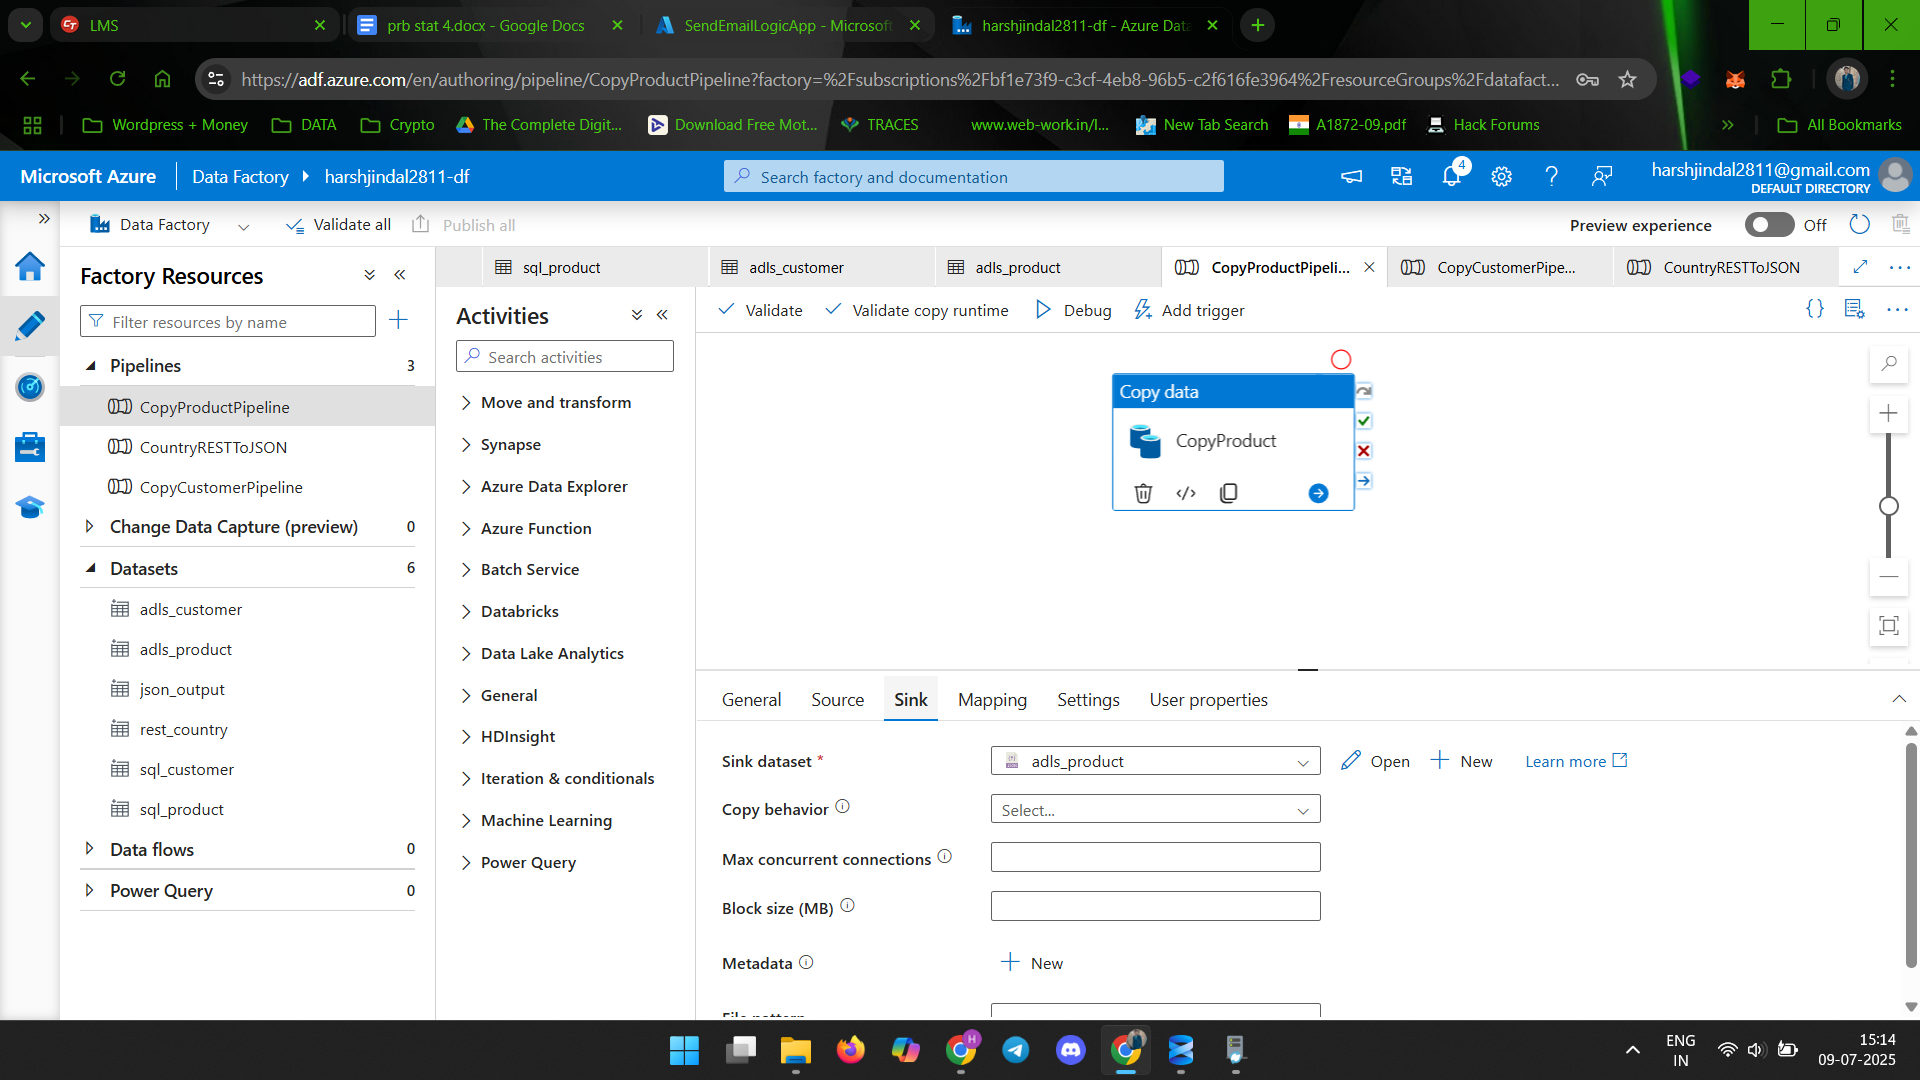 LMS
prb stat 4.docx - Google Docs
SendEmailLogicApp - Microsoft
harshjindal2811-df - Azure Data
https://adf.azure.com/en/authoring/pipeline/CopyProductPipeline?factory=%2Fsubscriptions%2Fbf1e73f9-c3cf-4eb8-96b5-c2f616fe3964%2FresourceGroups%2Fdatafact...
Wordpress + Money
DATA
Crypto
The Complete Digit...
Download Free Mot...
TRACES
www.web-work.in/l...
New Tab Search
A1872-09.pdf
Hack Forums
All Bookmarks
Microsoft Azure
Data Factory
harshjindal2811-df
Search factory and documentation
4
harshjindal2811@gmail.com
DEFAULT DIRECTORY
Data Factory
Validate all
Publish all
Preview experience
Off
Factory Resources
Filter resources by name
Pipelines 3
CopyProductPipeline
CountryRESTToJSON
CopyCustomerPipeline
Change Data Capture (preview) 0
Datasets 6
adls_customer
adls_product
json_output
rest_country
sql_customer
sql_product
Data flows 0
Power Query 0
sql_product
adls_customer
adls_product
CopyProductPipeli...
CopyCustomerPipe...
CountryRESTToJSON
Activities
Search activities
Move and transform
Synapse
Azure Data Explorer
Azure Function
Batch Service
Databricks
Data Lake Analytics
General
HDInsight
Iteration & conditionals
Machine Learning
Power Query
Validate
Validate copy runtime
Debug
Add trigger
Copy data
CopyProduct
General
Source
Sink
Mapping
Settings
User properties
Sink dataset *
adls_product
Open
New
Learn more
Copy behavior
Select...
Max concurrent connections
Block size (MB)
Metadata
New
File pattern
H
ENG
IN
15:14
09-07-2025